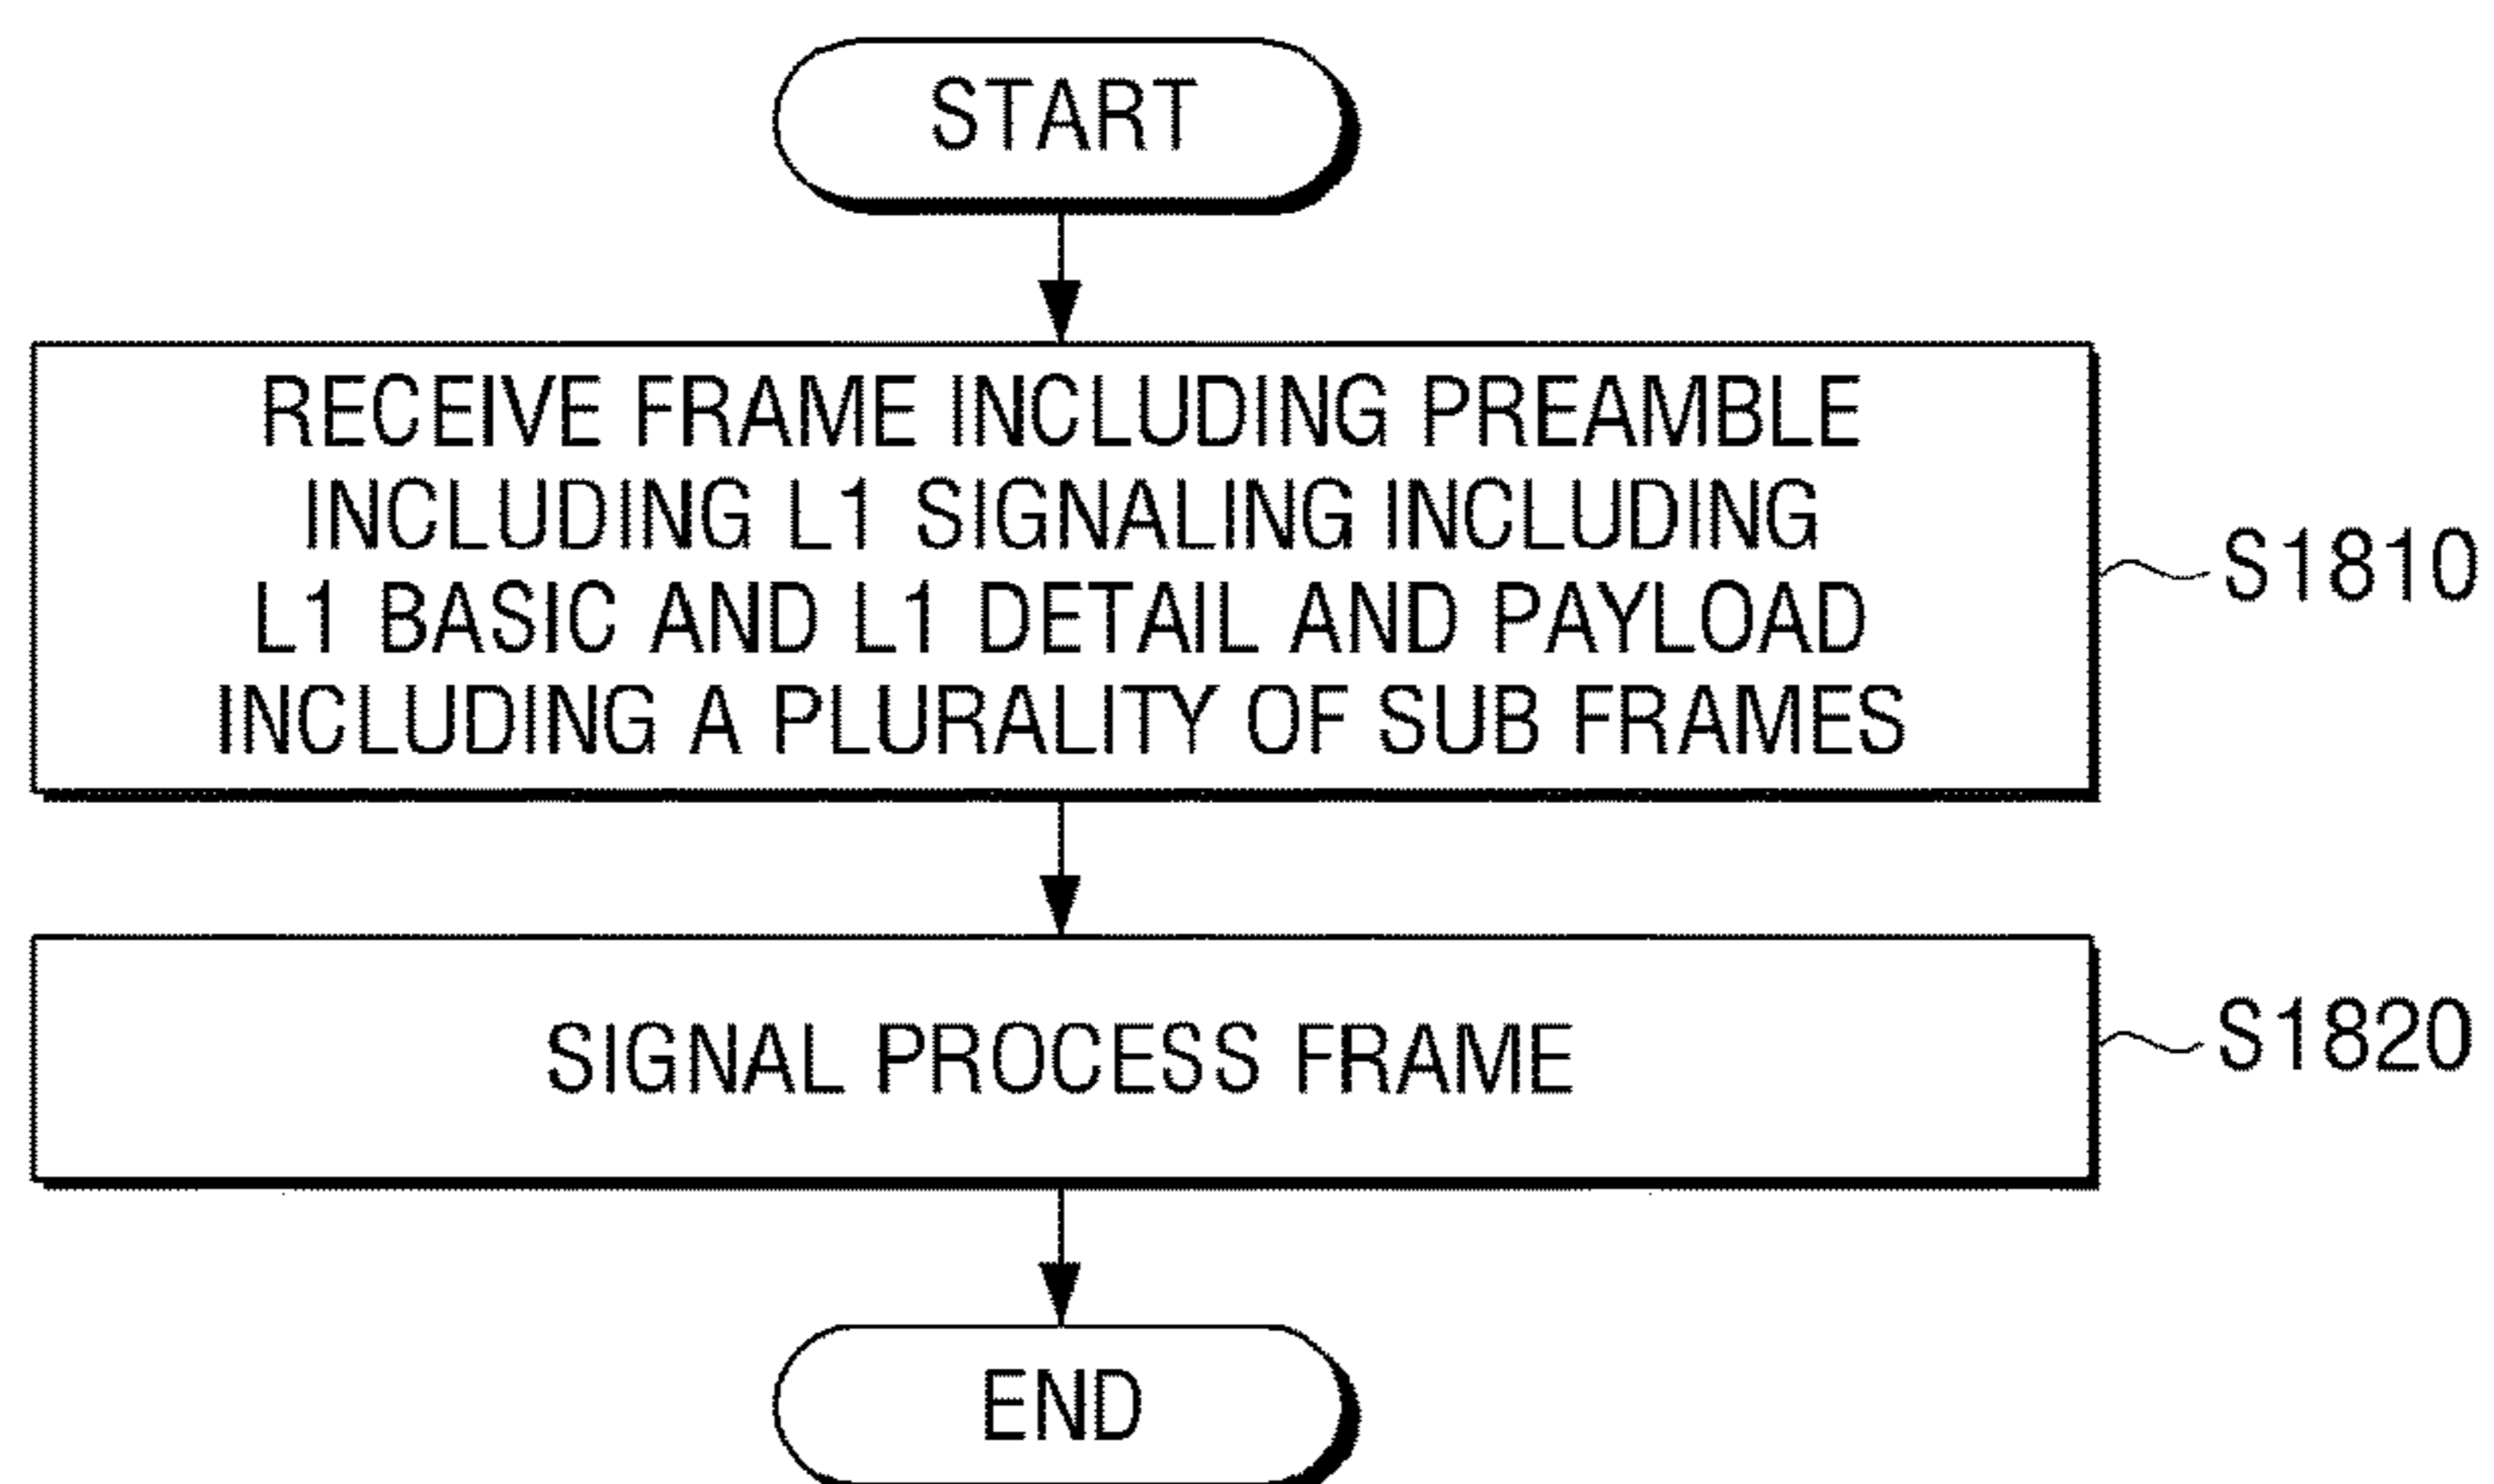 START
RECEIVE FRAME INCLUDING PREAMBLE
INCLUDING L1 SIGNALING INCLUDING
L1 BASIC AND L1 DETAIL AND PAYLOAD
INCLUDING A PLURALITY OF SUB FRAMES
S1810
SIGNAL PROCESS FRAME
S1820
END